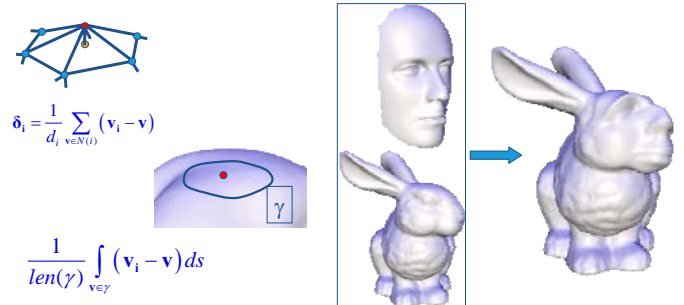 δᵢ = 1/dᵢ ∑_{v∈N(i)} (vᵢ − v)
γ
1/len(γ) ∫_{v∈γ} (vᵢ − v) ds